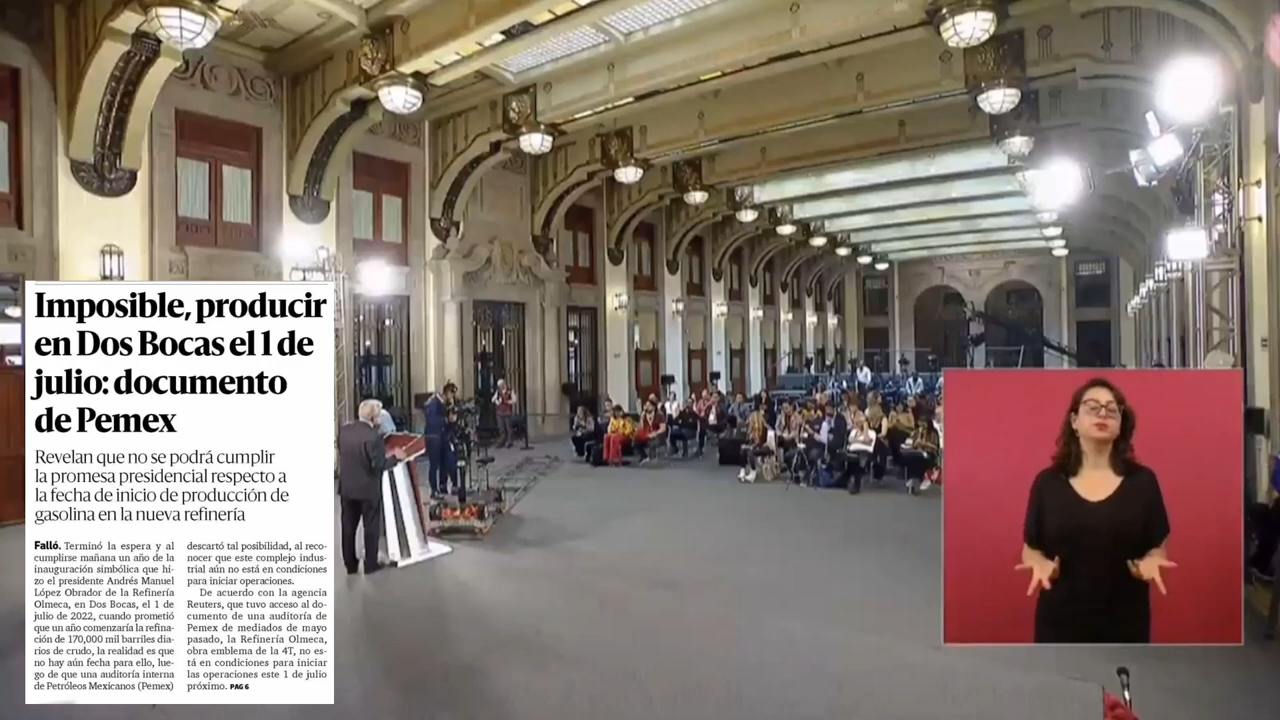 Imposible, producir
en Dos Bocas el 1 de
julio: documento
de Pemex
Revelan que no se podrá cumplir
la promesa presidencial respecto a
la fecha de inicio de producción de
gasolina en la nueva refinería
Falló. Terminó la espera y al
cumplirse mañana un año de la
inauguración simbólica que hi-
zo el presidente Andrés Manuel
López Obrador de la Refinería
Olmeca, en Dos Bocas, el 1 de
julio de 2022, cuando prometió
que un año comenzaría la refina-
ción de 170,000 mil barriles dia-
rios de crudo, la realidad es que
no hay aún fecha para ello, lue-
go de que una auditoría interna
de Petróleos Mexicanos (Pemex)
descartó tal posibilidad, al reco-
nocer que este complejo indus-
trial aún no está en condiciones
para iniciar operaciones.
De acuerdo con la agencia
Reuters, que tuvo acceso al do-
cumento de una auditoría de
Pemex de mediados de mayo
pasado, la Refinería Olmeca,
obra emblema de la 4T, no es-
tá en condiciones para iniciar
las operaciones este 1 de julio
próximo. PAG 6